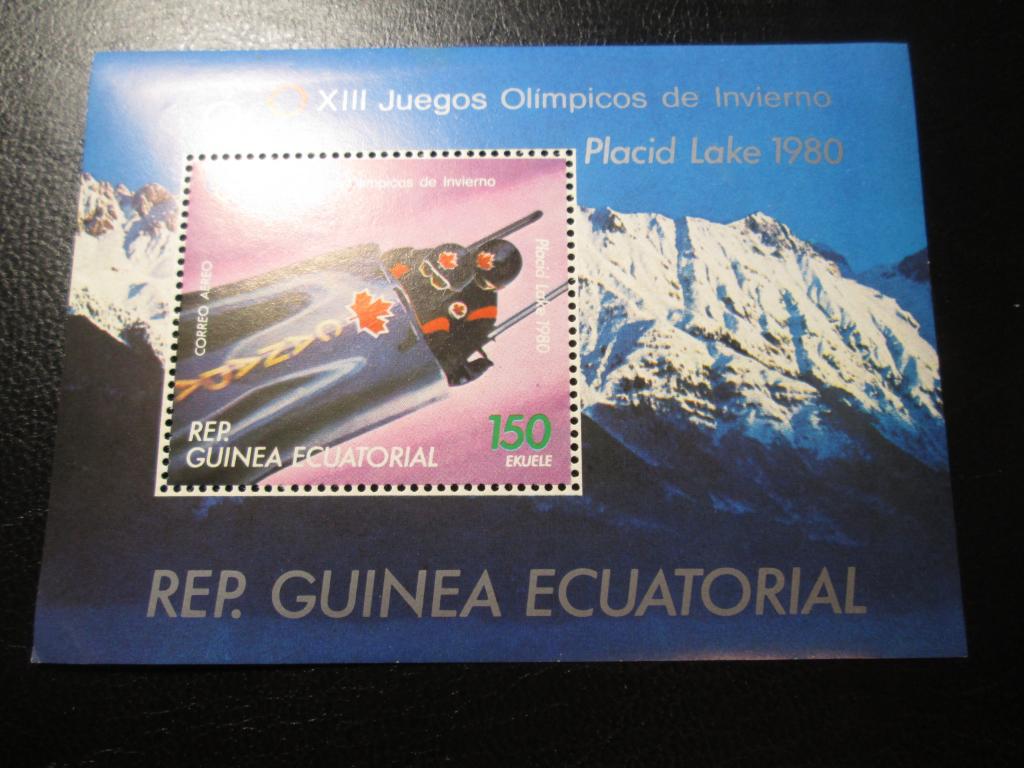 XIII Juegos Olímpicos de Invierno
Placid Lake 1980
Olímpicos de Invierno
Placid Lake 1980
CORREO AEREO
CANADA
REP.
GUINEA ECUATORIAL
150
EKUELE
REP. GUINEA ECUATORIAL